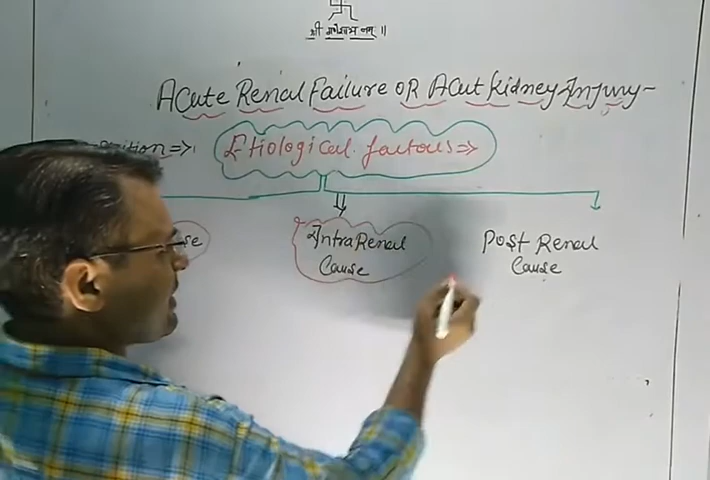 श्री गणेशाय नमः ॥
Acute Renal Failure OR Acut Kidney Injury-
Etiological factors =>
IntraRenal
Cause
Post Renal
Cause